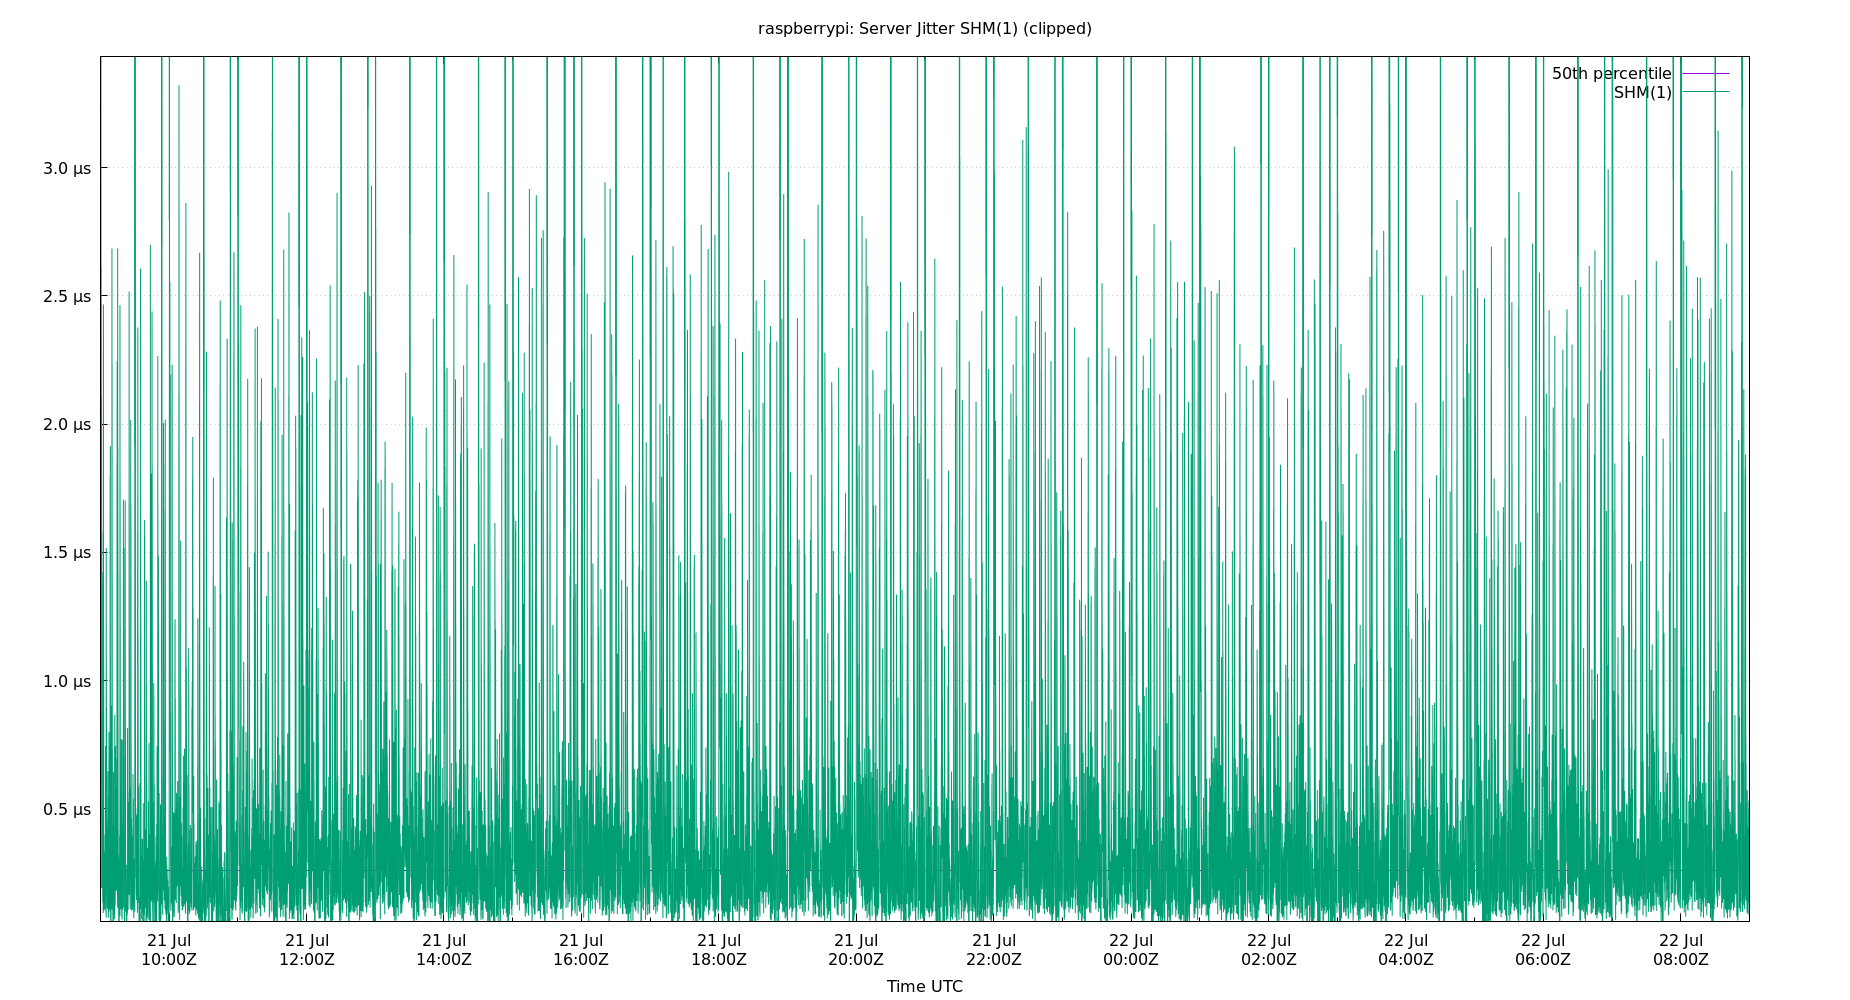 raspberrypi: Server Jitter SHM(1) (clipped)
50th percentile
SHM(1)
3.0 µs
2.5 µs
2.0 µs
1.5 µs
1.0 µs
0.5 µs
21 Jul 21 Jul 21 Jul 21 Jul 21 Jul 21 Jul 21 Jul 22 Jul 22 Jul 22 Jul 22 Jul 22 Jul
10:00Z 12:00Z 14:00Z 16:00Z 18:00Z 20:00Z 22:00Z 00:00Z 02:00Z 04:00Z 06:00Z 08:00Z
Time UTC